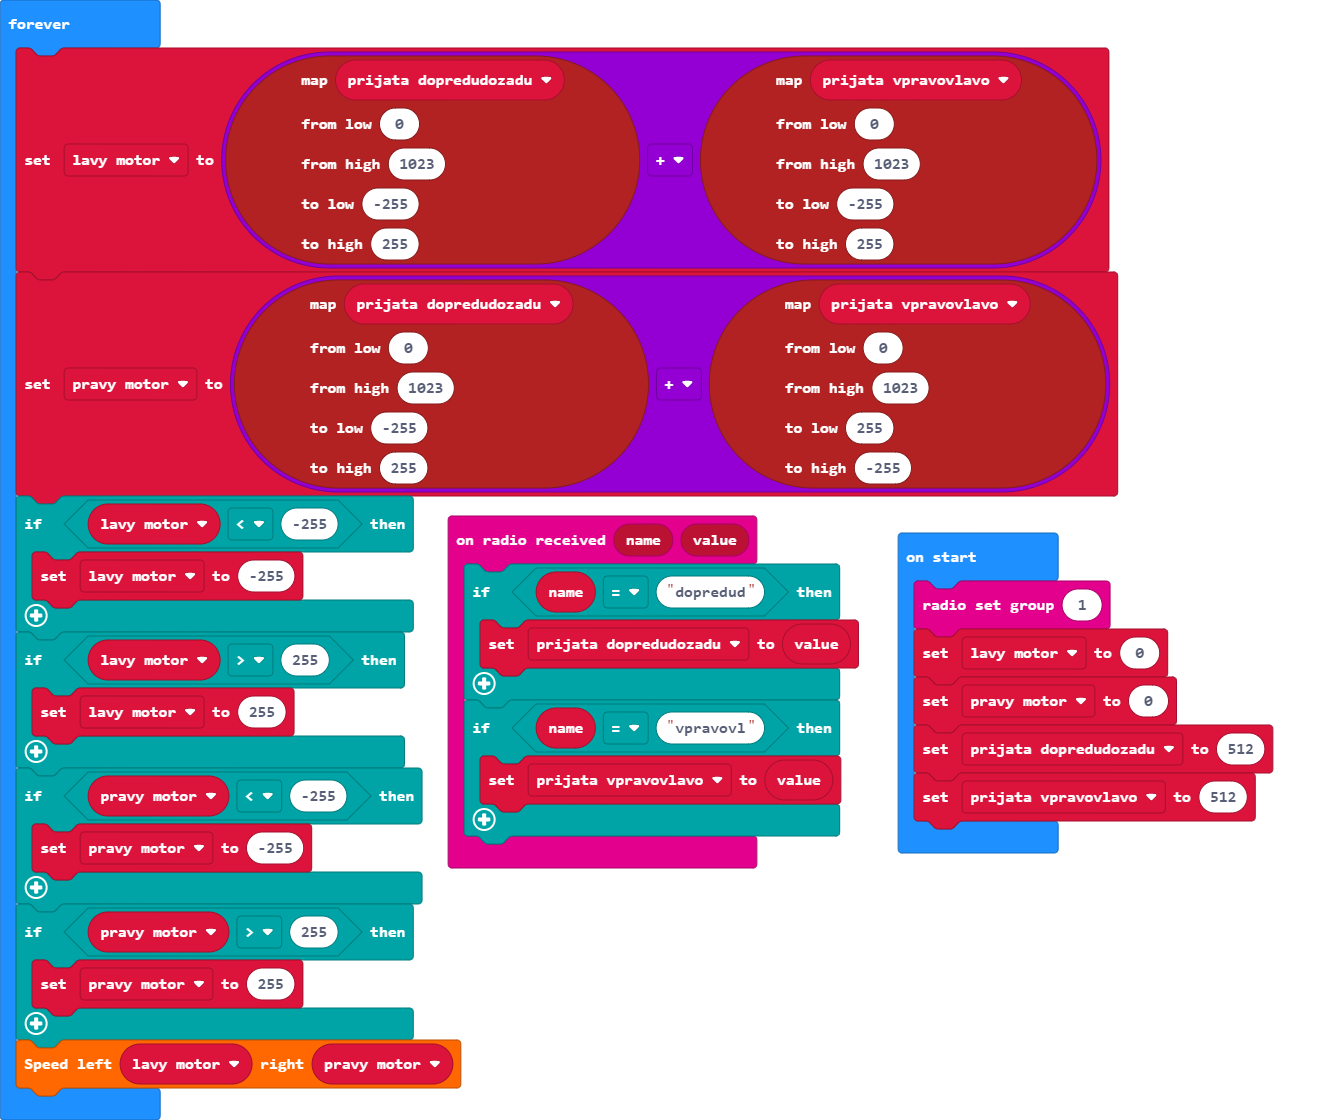 forever
set lavy motor to map prijata dopredudozadu from low 0 from high 1023 to low -255 to high 255 + map prijata vpravovlavo from low 0 from high 1023 to low -255 to high 255
set pravy motor to map prijata dopredudozadu from low 0 from high 1023 to low -255 to high 255 + map prijata vpravovlavo from low 0 from high 1023 to low 255 to high -255
if lavy motor < -255 then
set lavy motor to -255
if lavy motor > 255 then
set lavy motor to 255
if pravy motor < -255 then
set pravy motor to -255
if pravy motor > 255 then
set pravy motor to 255
Speed left lavy motor right pravy motor
on radio received name value
if name = "dopredud" then
set prijata dopredudozadu to value
if name = "vpravovl" then
set prijata vpravovlavo to value
on start
radio set group 1
set lavy motor to 0
set pravy motor to 0
set prijata dopredudozadu to 512
set prijata vpravovlavo to 512